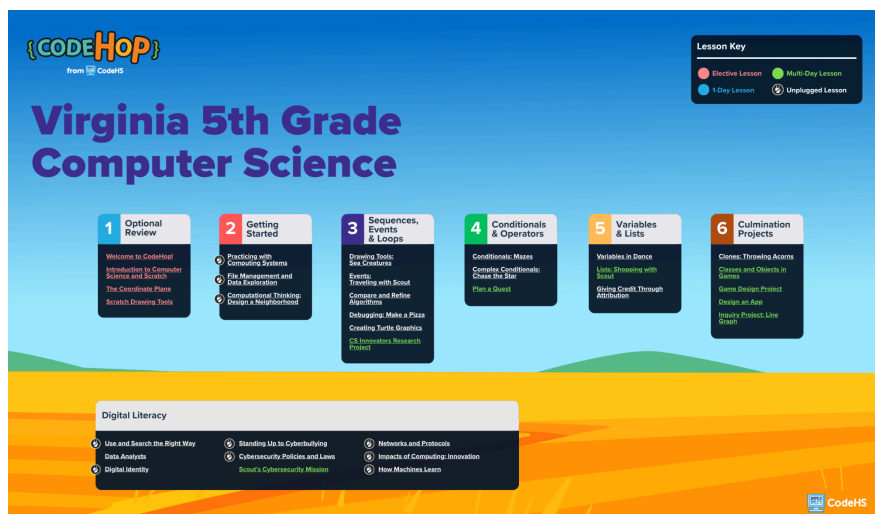 {CODEHOP}
from CodeHS
Lesson Key
Elective Lesson
Multi-Day Lesson
1-Day Lesson
Unplugged Lesson
Virginia 5th Grade
Computer Science
1
Optional
Review
Welcome to CodeHop!
Introduction to Computer
Science and Scratch
The Coordinate Plane
Scratch Drawing Tools
2
Getting
Started
Practicing with
Computing Systems
File Management and
Data Exploration
Computational Thinking:
Design a Neighborhood
3
Sequences,
Events
& Loops
Drawing Tools:
Sea Creatures
Events:
Traveling with Scout
Compare and Refine
Algorithms
Debugging: Make a Pizza
Creating Turtle Graphics
CS Innovators Research
Project
4
Conditionals
& Operators
Conditionals: Mazes
Complex Conditionals:
Chase the Star
Plan a Quest
5
Variables
& Lists
Variables in Dance
Lists: Shopping with
Scout
Giving Credit Through
Attribution
6
Culmination
Projects
Clones: Throwing Acorns
Classes and Objects in
Games
Game Design Project
Design an App
Inquiry Project: Line
Graph
Digital Literacy
Use and Search the Right Way
Data Analysts
Digital Identity
Standing Up to Cyberbullying
Cybersecurity Policies and Laws
Scout's Cybersecurity Mission
Networks and Protocols
Impacts of Computing: Innovation
How Machines Learn
CodeHS